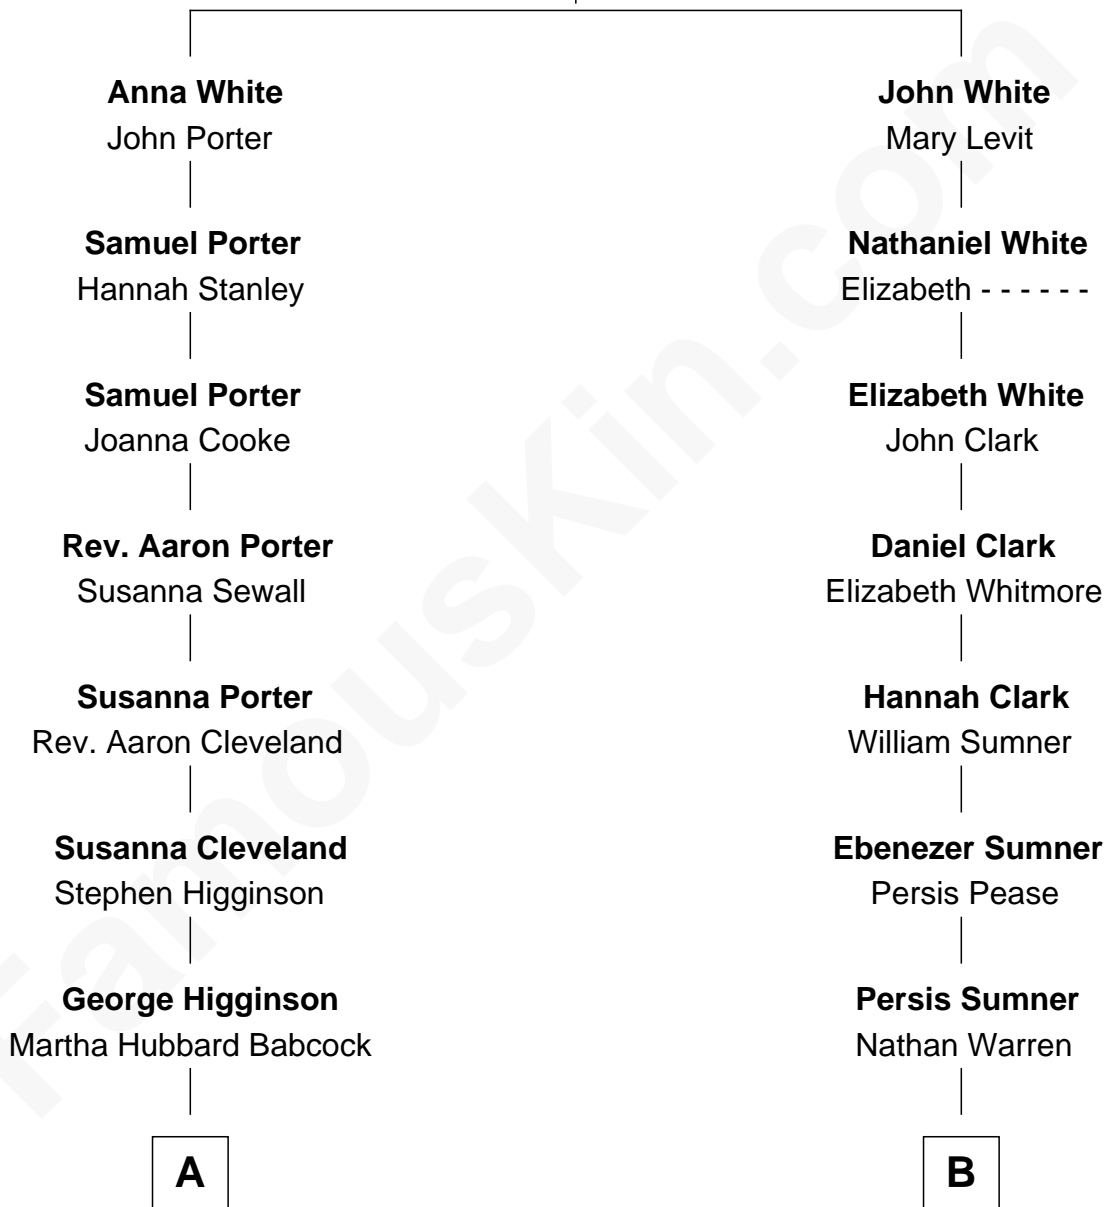 Anna White
John Porter
Samuel Porter
Hannah Stanley
Samuel Porter
Joanna Cooke
Rev. Aaron Porter
Susanna Sewall
Susanna Porter
Rev. Aaron Cleveland
Susanna Cleveland
Stephen Higginson
George Higginson
Martha Hubbard Babcock
A
John White
Mary Levit
Nathaniel White
Elizabeth - - - - - -
Elizabeth White
John Clark
Daniel Clark
Elizabeth Whitmore
Hannah Clark
William Sumner
Ebenezer Sumner
Persis Pease
Persis Sumner
Nathan Warren
B
FamousKin.com